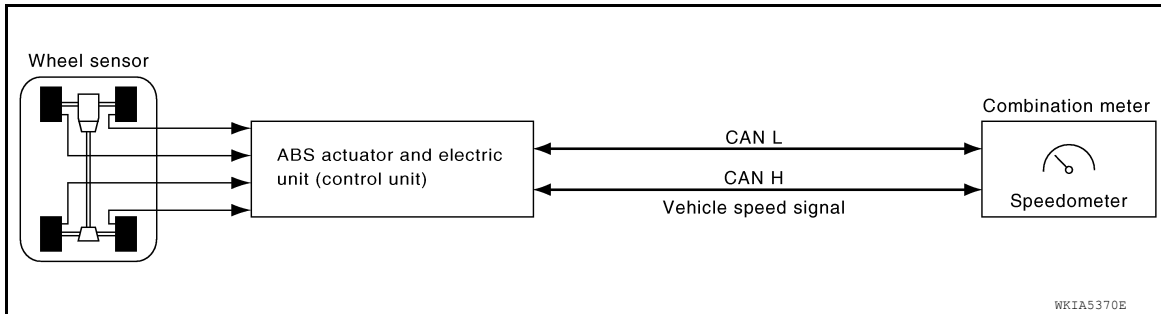 Wheel sensor
ABS actuator and electric
unit (control unit)
CAN L
CAN H
Vehicle speed signal
Combination meter
Speedometer
WKIA5370E